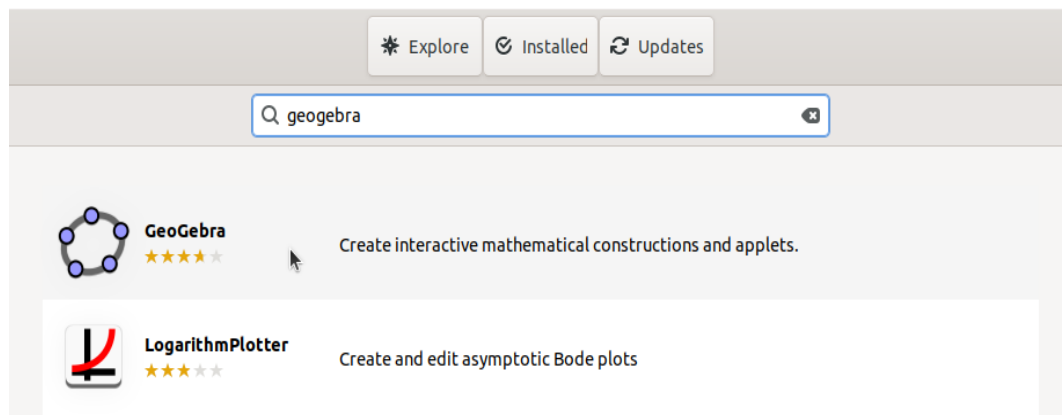 Explore Installed Updates
geogebra
GeoGebra
Create interactive mathematical constructions and applets.
LogarithmPlotter
Create and edit asymptotic Bode plots